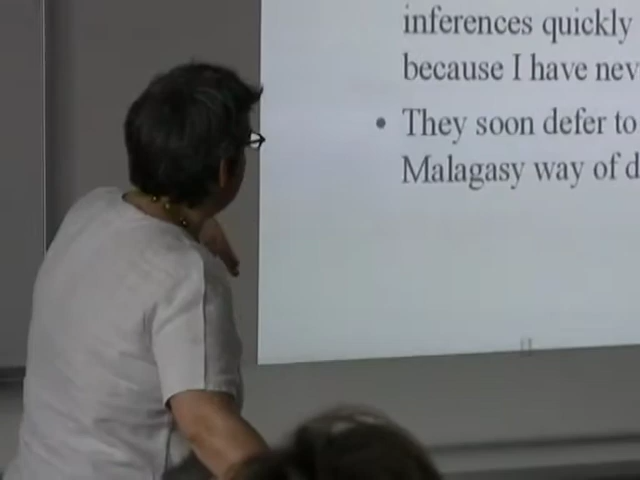 inferences quickly
because I have nev
• They soon defer to
Malagasy way of d